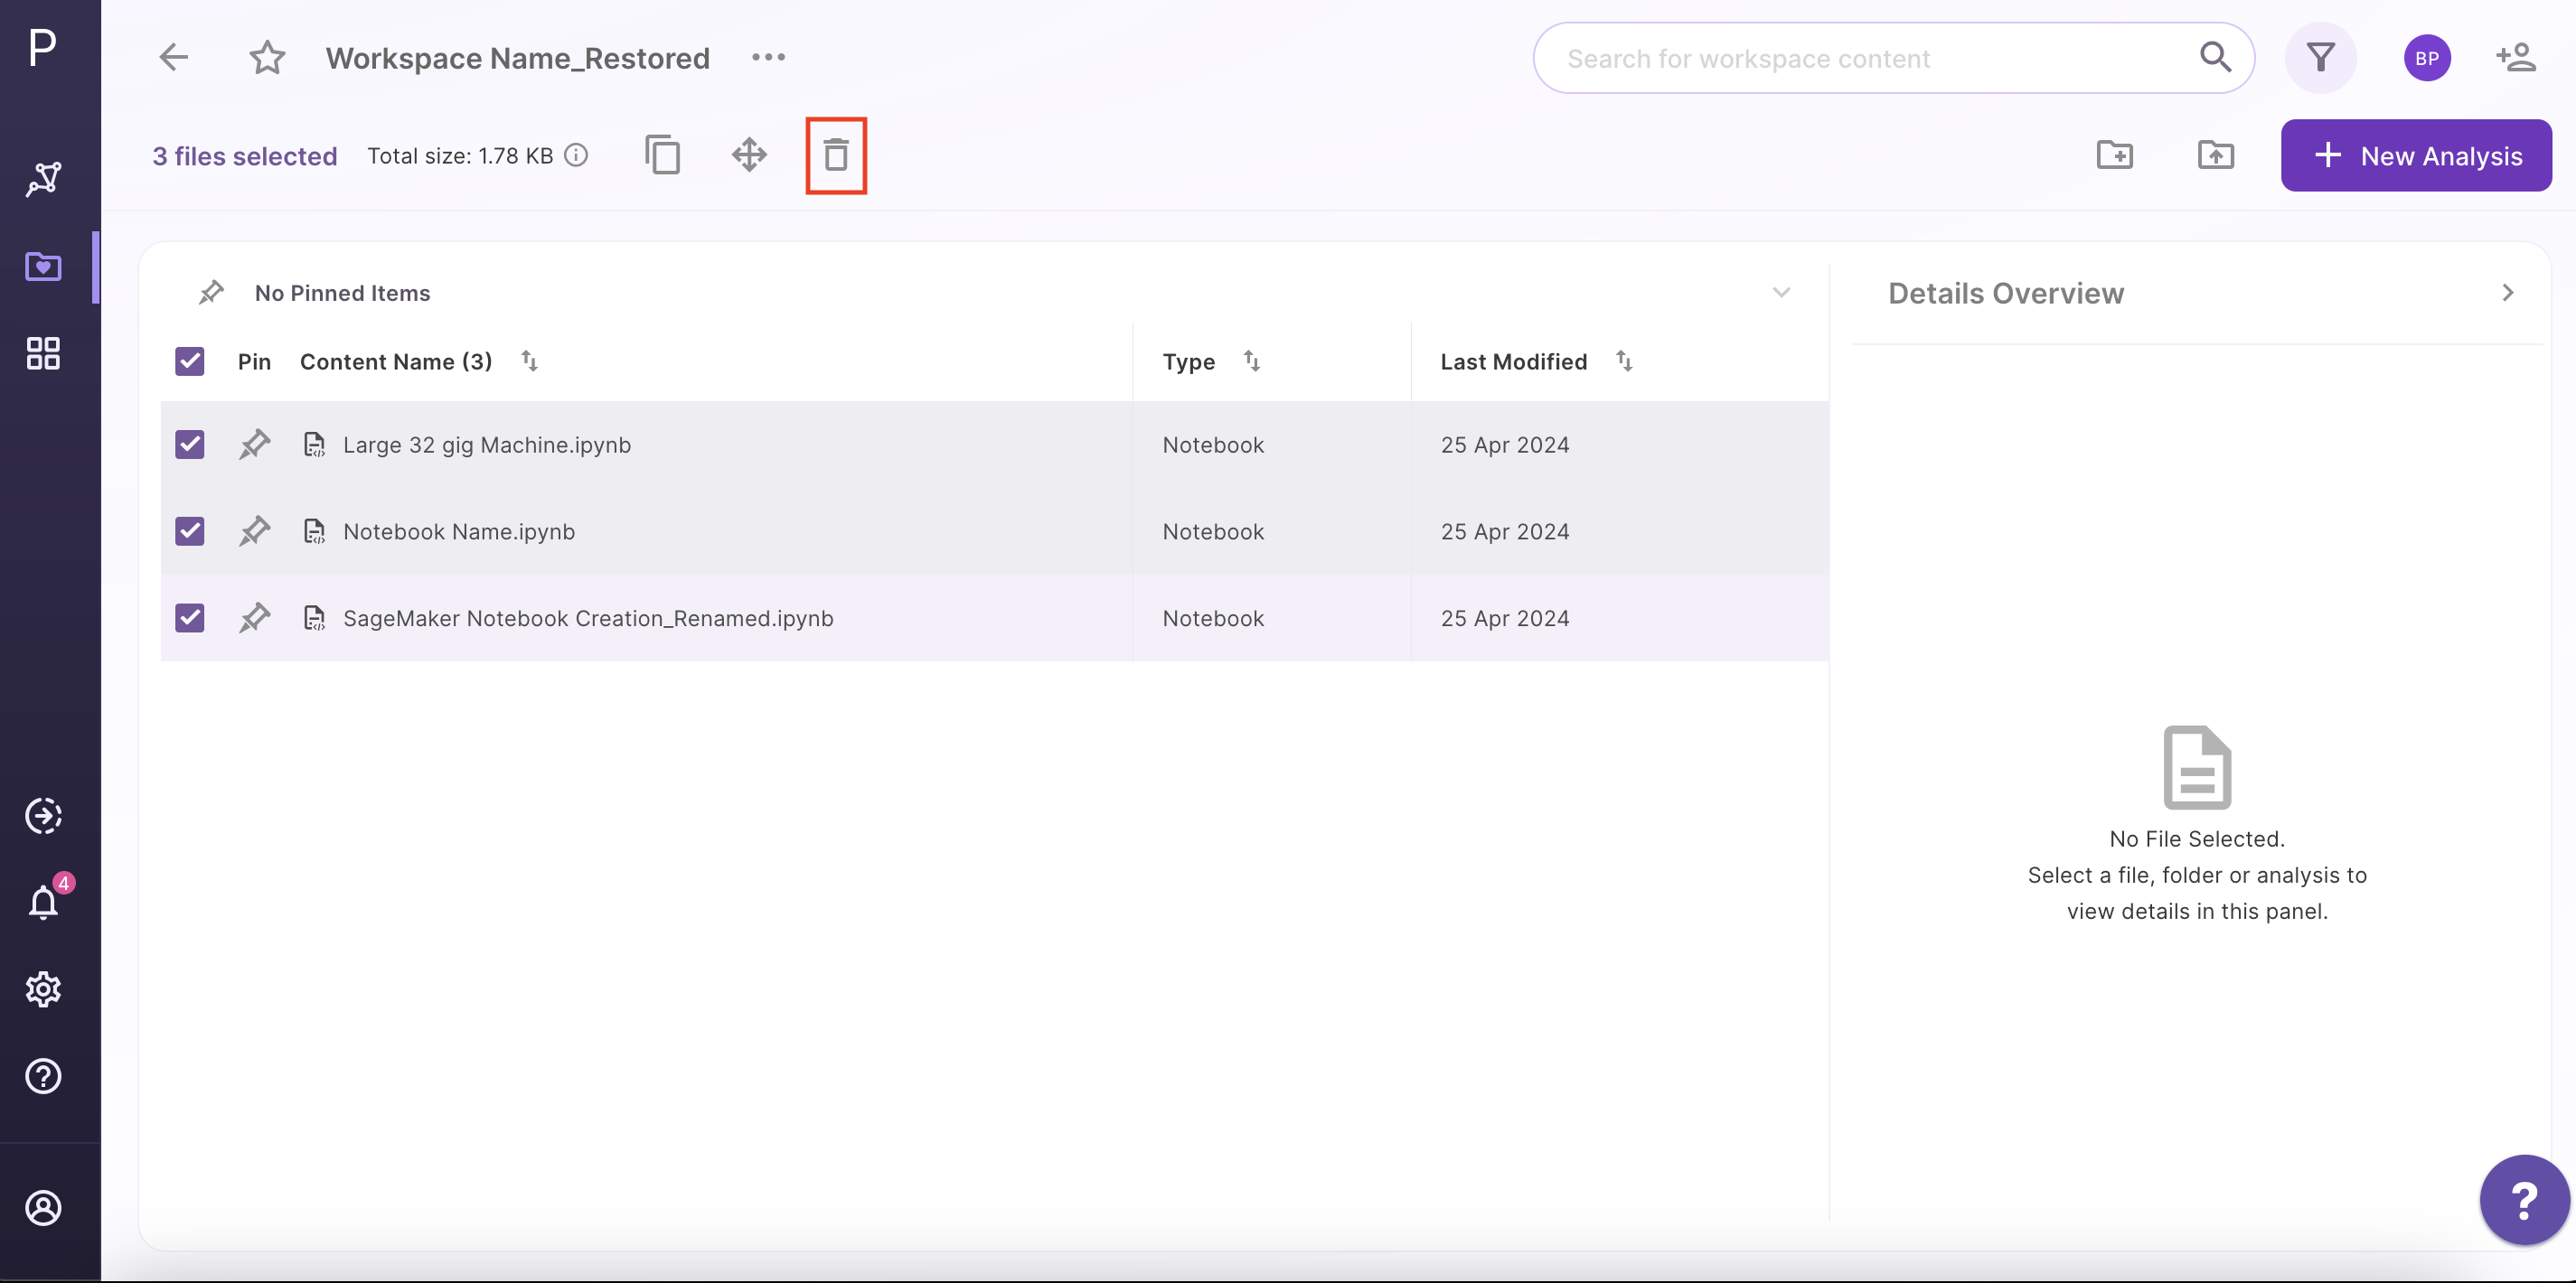 P
Workspace Name_Restored
Search for workspace content
BP
3 files selected
Total size: 1.78 KB
New Analysis
No Pinned Items
Details Overview
Pin
Content Name (3)
Type
Last Modified
Large 32 gig Machine.ipynb
Notebook
25 Apr 2024
Notebook Name.ipynb
Notebook
25 Apr 2024
SageMaker Notebook Creation_Renamed.ipynb
Notebook
25 Apr 2024
No File Selected.
Select a file, folder or analysis to
view details in this panel.
4
?